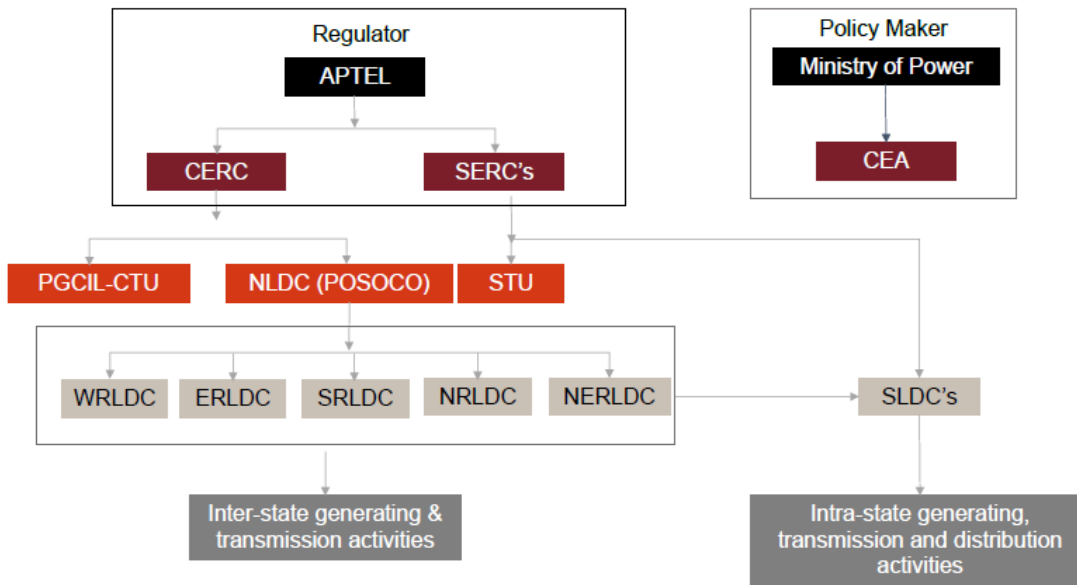 Regulator
APTEL
CERC
SERC's
Policy Maker
Ministry of Power
CEA
PGCIL-CTU
NLDC (POSOCO)
STU
WRLDC
ERLDC
SRLDC
NRLDC
NERLDC
SLDC's
Inter-state generating &
transmission activities
Intra-state generating,
transmission and distribution
activities